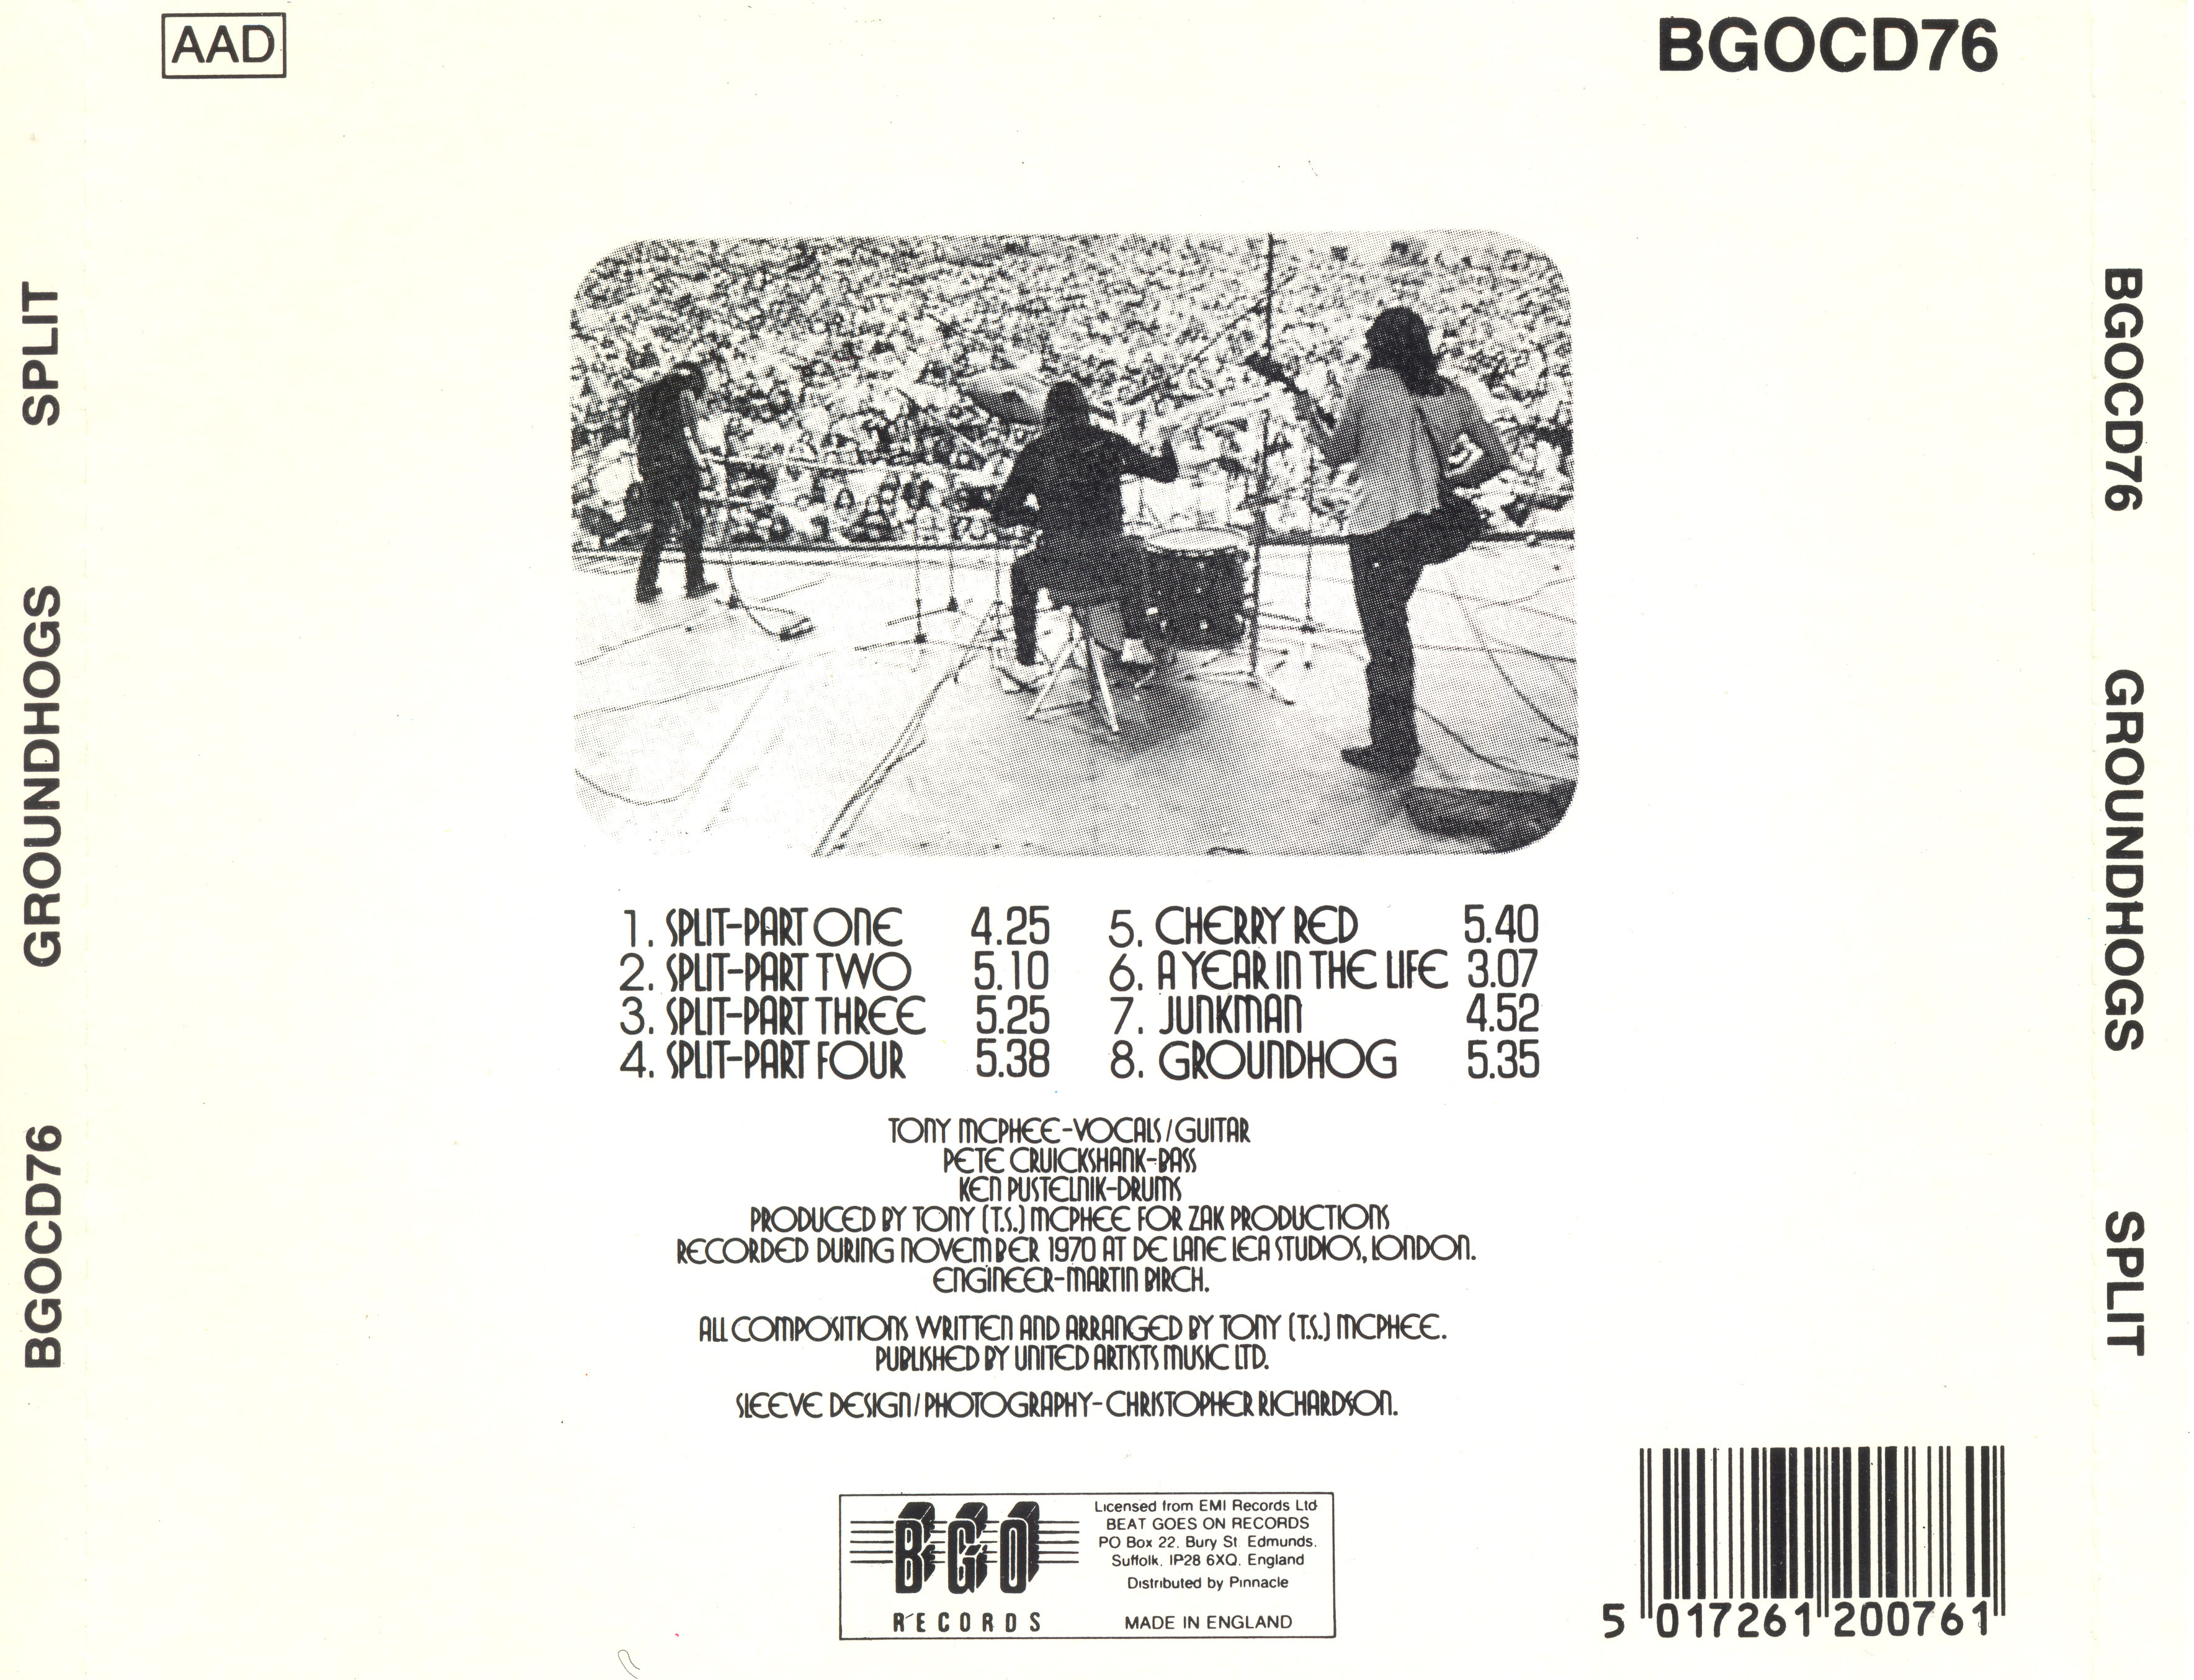 AAD
BGOCD76
SPLIT
GROUNDHOGS
BGOCD76
BGOCD76
GROUNDHOGS
SPLIT
1. SPLIT-PART ONE 4.25
2. SPLIT-PART TWO 5.10
3. SPLIT-PART THREE 5.25
4. SPLIT-PART FOUR 5.38
5. CHERRY RED 5.40
6. A YEAR IN THE LIFE 3.07
7. JUNKMAN 4.52
8. GROUNDHOG 5.35
TONY MCPHEE-VOCALS/GUITAR
PETE CRUICKSHANK-BASS
KEN PUSTELNIK-DRUMS
PRODUCED BY TONY (T.S.) MCPHEE FOR ZAK PRODUCTIONS
RECORDED DURING NOVEMBER 1970 AT DE LANE LEA STUDIOS, LONDON.
ENGINEER-MARTIN BIRCH.
ALL COMPOSITIONS WRITTEN AND ARRANGED BY TONY (T.S.) MCPHEE.
PUBLISHED BY UNITED ARTISTS MUSIC LTD.
SLEEVE DESIGN/PHOTOGRAPHY-CHRISTOPHER RICHARDSON.
BGO
RECORDS
Licensed from EMI Records Ltd
BEAT GOES ON RECORDS
PO Box 22, Bury St. Edmunds,
Suffolk, IP28 6XQ, England
Distributed by Pinnacle
MADE IN ENGLAND
5 017261 200761